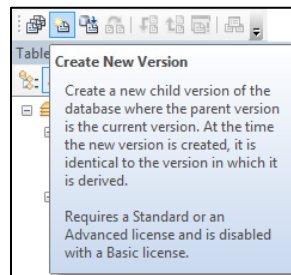 Table
Create New Version
Create a new child version of the
database where the parent version
is the current version. At the time
the new version is created, it is
identical to the version in which it
is derived.
Requires a Standard or an
Advanced license and is disabled
with a Basic license.